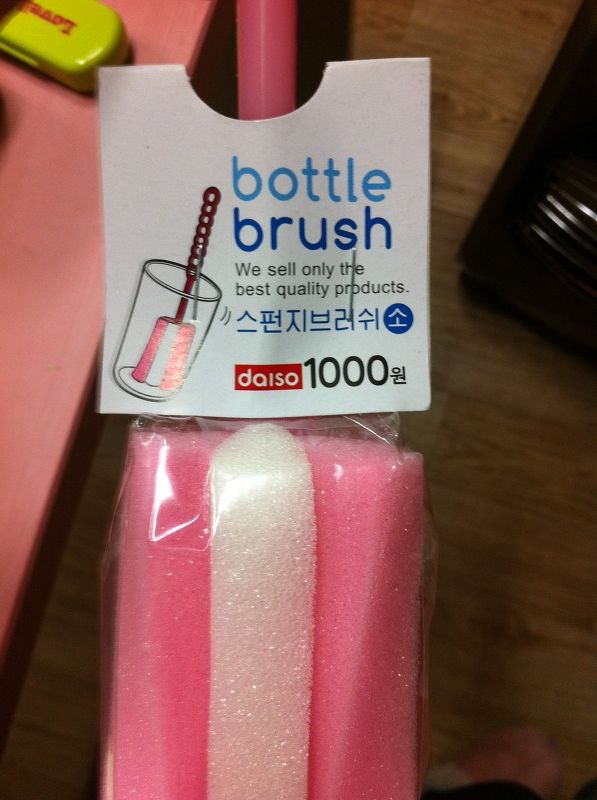 bottle
brush
We sell only the
best quality products.
스펀지브러쉬 소
daiso 1000원